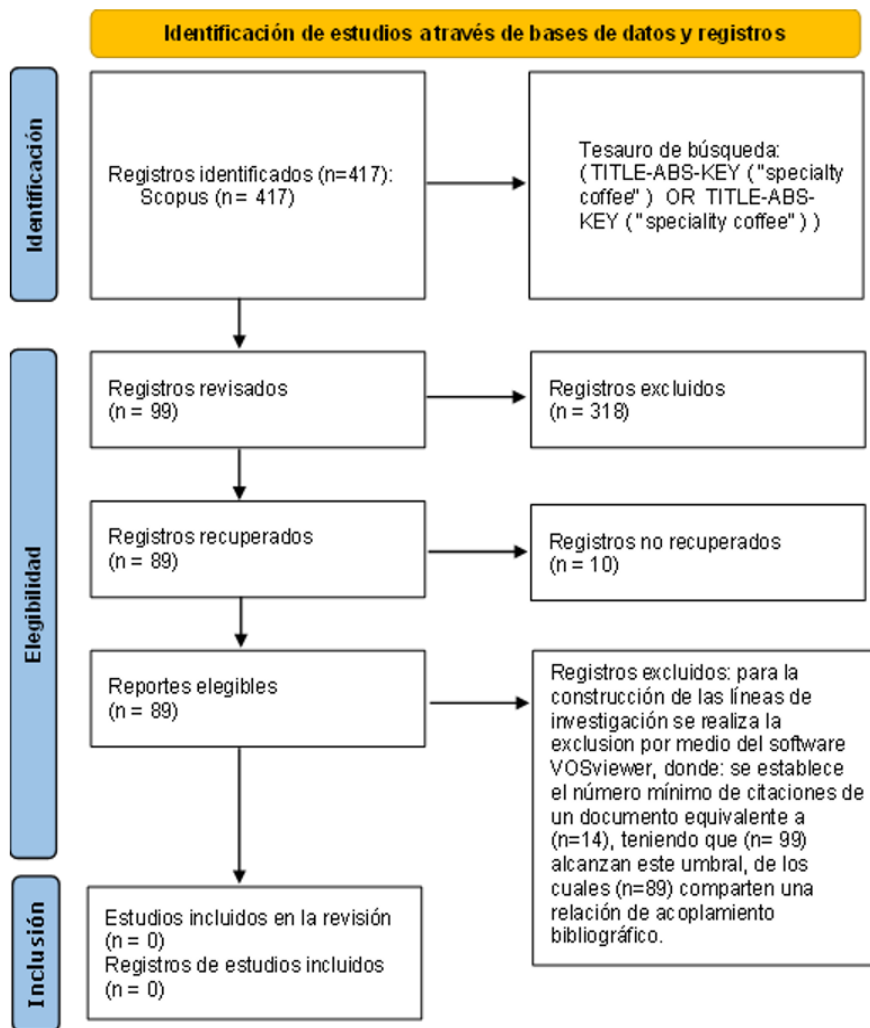 Identificación de estudios a través de bases de datos y registros
Identificación
Registros identificados (n=417):
Scopus (n = 417)
Tesauro de búsqueda:
( TITLE-ABS-KEY ( "specialty
coffee" ) OR TITLE-ABS-
KEY ( "speciality coffee" ) )
Elegibilidad
Registros revisados
(n = 99)
Registros excluidos
(n = 318)
Registros recuperados
(n = 89)
Registros no recuperados
(n = 10)
Reportes elegibles
(n = 89)
Registros excluidos: para la
construcción de las líneas de
investigación se realiza la
exclusion por medio del software
VOSviewer, donde: se establece
el número mínimo de citaciones de
un documento equivalente a
(n=14), teniendo que (n= 99)
alcanzan este umbral, de los
cuales (n=89) comparten una
relación de acoplamiento
bibliográfico.
Inclusión
Estudios incluidos en la revisión
(n = 0)
Registros de estudios incluidos
(n = 0)